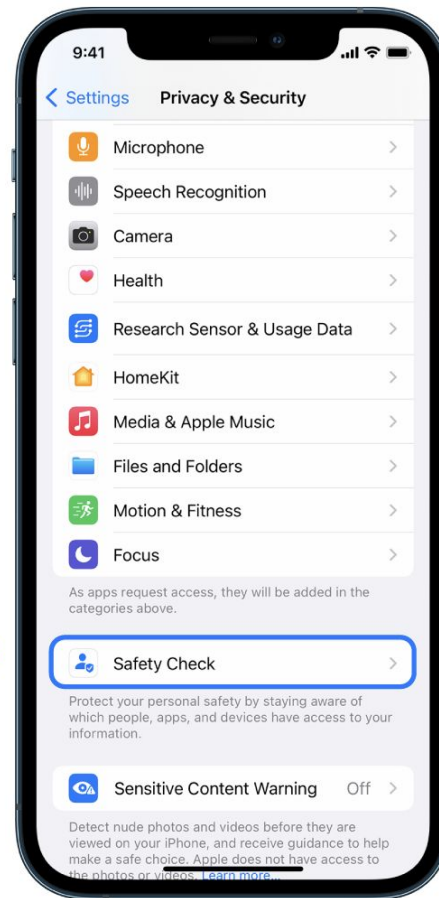 9:41
Settings Privacy & Security
Microphone
Speech Recognition
Camera
Health
Research Sensor & Usage Data
HomeKit
Media & Apple Music
Files and Folders
Motion & Fitness
Focus
As apps request access, they will be added in the
categories above.
Safety Check
Protect your personal safety by staying aware of
which people, apps, and devices have access to your
information.
Sensitive Content Warning Off
Detect nude photos and videos before they are
viewed on your iPhone, and receive guidance to help
make a safe choice. Apple does not have access to
the photos or videos. Learn more...